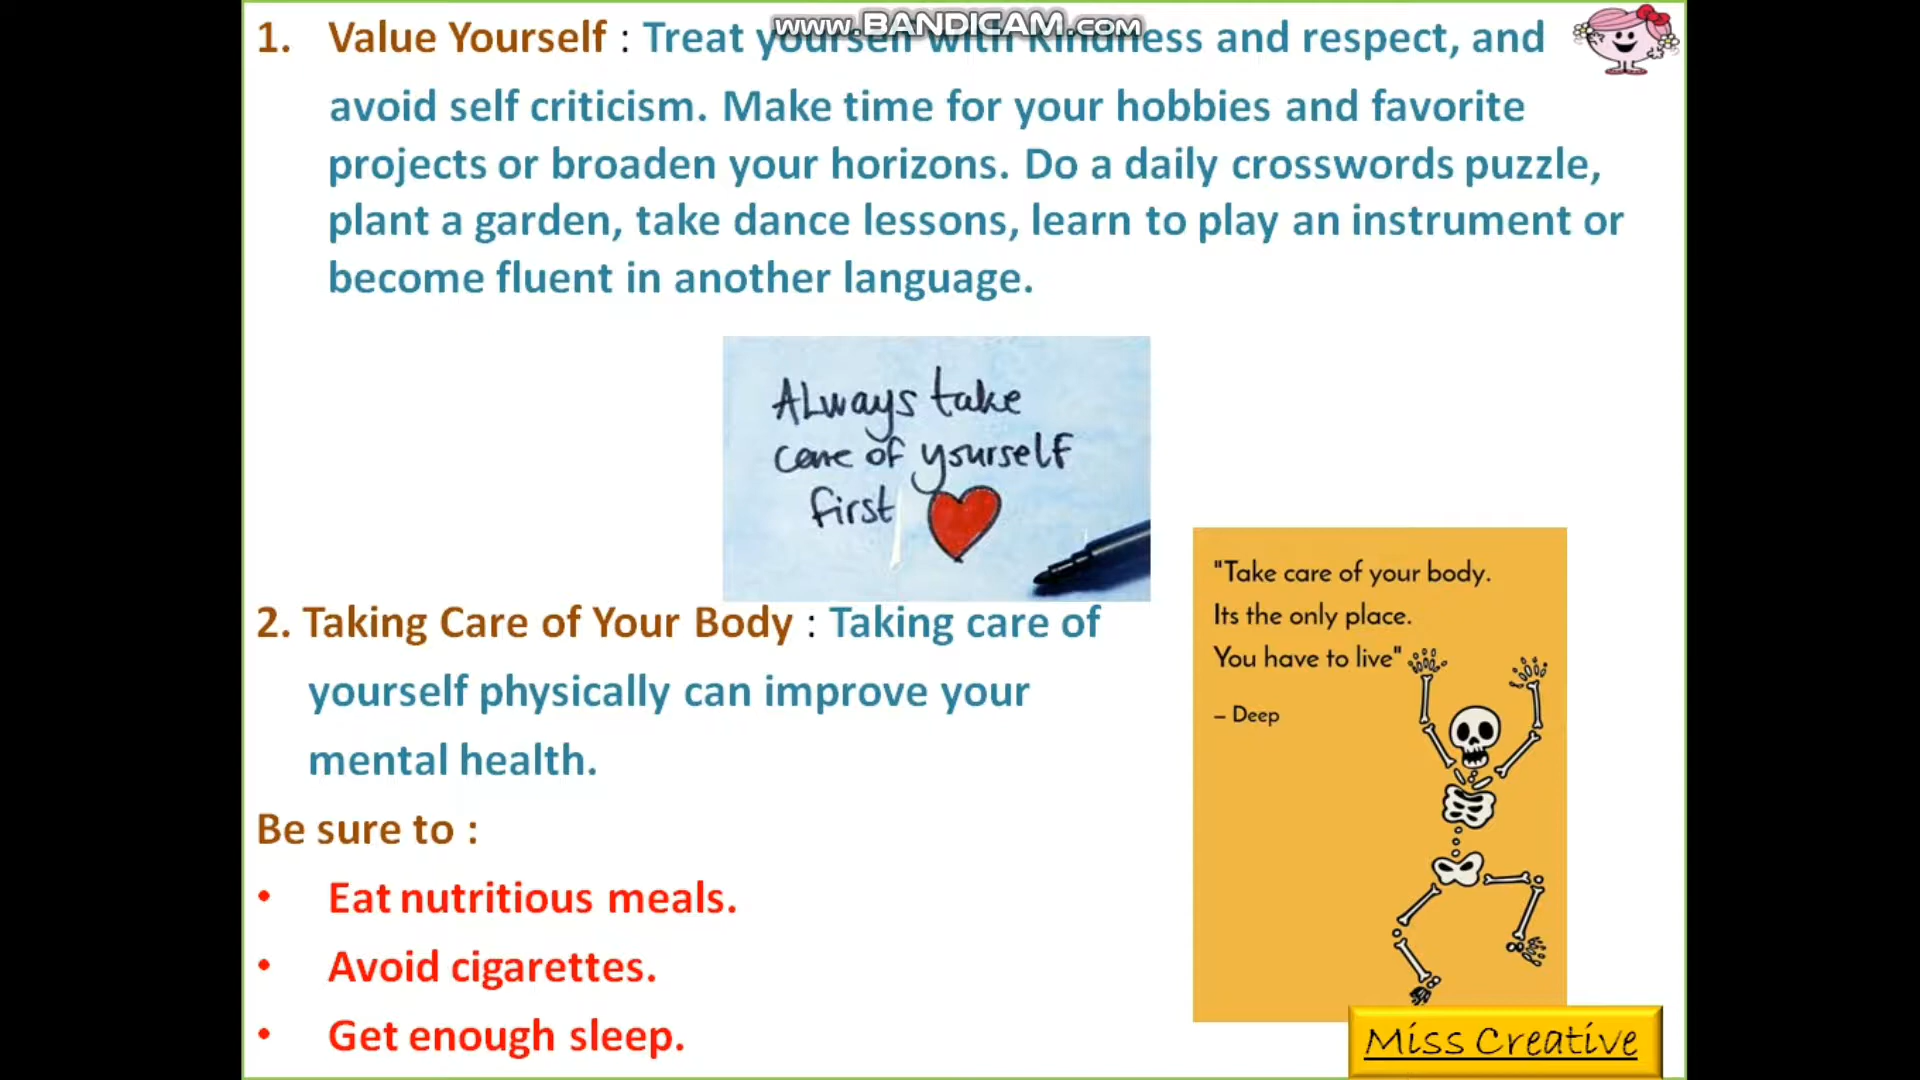 www.BANDICAM.com
1. Value Yourself : Treat yourself with kindness and respect, and
avoid self criticism. Make time for your hobbies and favorite
projects or broaden your horizons. Do a daily crosswords puzzle,
plant a garden, take dance lessons, learn to play an instrument or
become fluent in another language.
Always take
care of yourself
first
2. Taking Care of Your Body : Taking care of
yourself physically can improve your
mental health.
Be sure to :
• Eat nutritious meals.
• Avoid cigarettes.
• Get enough sleep.
"Take care of your body.
Its the only place.
You have to live"
– Deep
Miss Creative